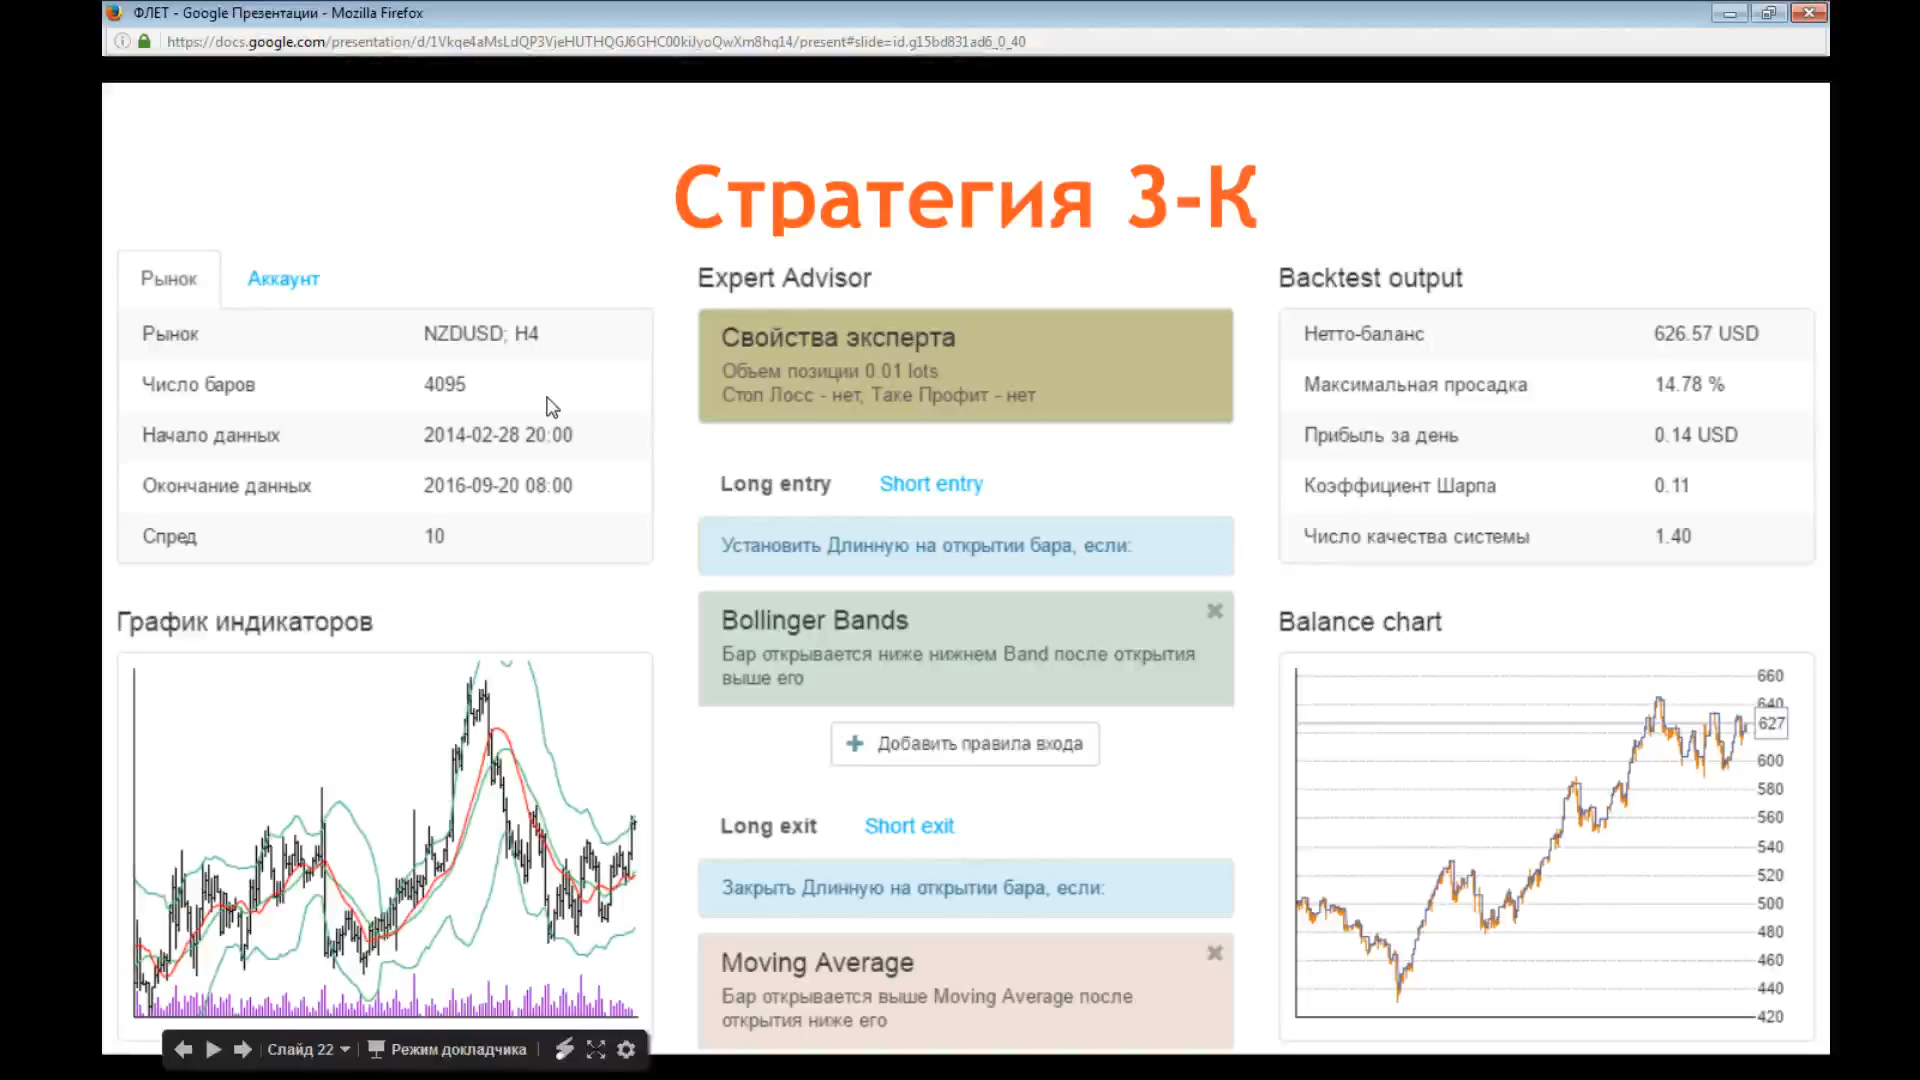 ФЛЕТ - Google Презентации - Mozilla Firefox
https://docs.google.com/presentation/d/1Vkqe4aMsLdQP3VjeHUTHQGJ6GHC00kiJyoQwXm8hq14/present#slide=id.g15bd831ad6_0_40
Стратегия 3-К
Рынок Аккаунт
Рынок NZDUSD; H4
Число баров 4095
Начало данных 2014-02-28 20:00
Окончание данных 2016-09-20 08:00
Спред 10
График индикаторов
Expert Advisor
Свойства эксперта
Объем позиции 0.01 lots
Стоп Лосс - нет, Таке Профит - нет
Long entry Short entry
Установить Длинную на открытии бара, если:
Bollinger Bands
Бар открывается ниже нижнем Band после открытия
выше его
Добавить правила входа
Long exit Short exit
Закрыть Длинную на открытии бара, если:
Moving Average
Бар открывается выше Moving Average после
открытия ниже его
Backtest output
Нетто-баланс 626.57 USD
Максимальная просадка 14.78 %
Прибыль за день 0.14 USD
Коэффициент Шарпа 0.11
Число качества системы 1.40
Balance chart
660
640
627
600
580
560
540
520
500
480
460
440
420
Слайд 22 Режим докладчика